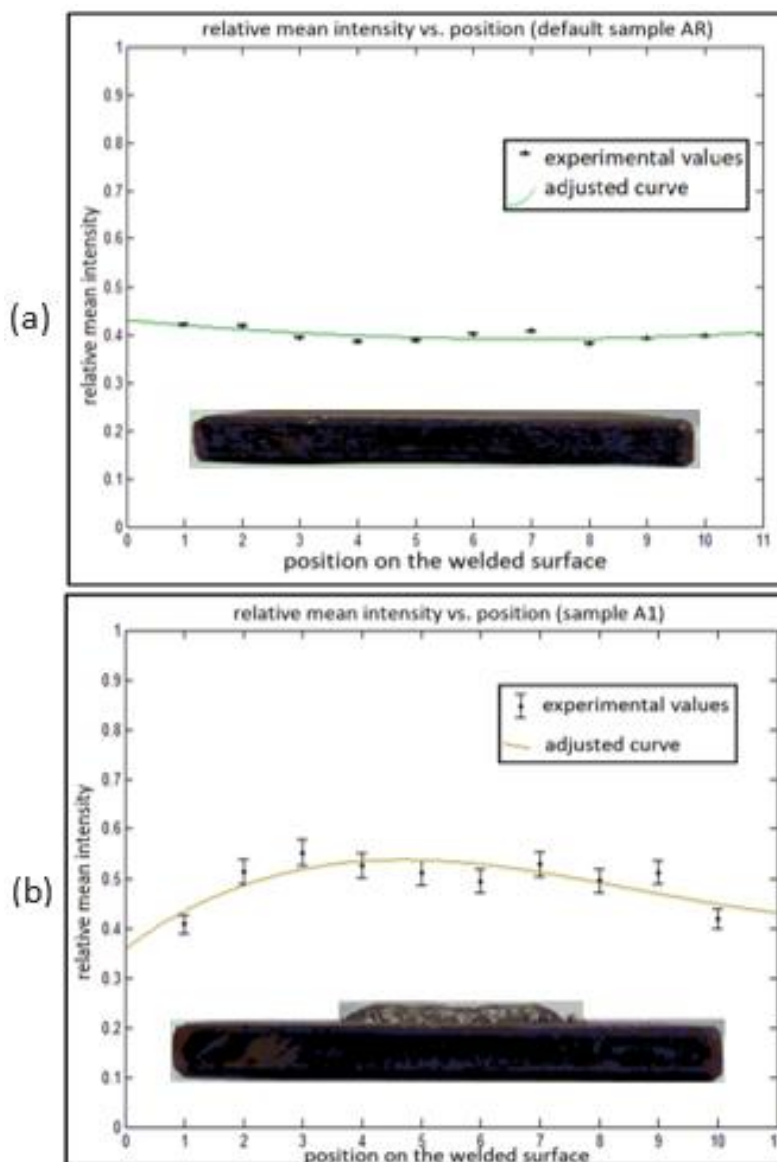 (a)
relative mean intensity vs. position (default sample AR)
1
0.9
0.8
0.7
0.6
0.5
0.4
0.3
0.2
0.1
0
relative mean intensity
experimental values
adjusted curve
0 1 2 3 4 5 6 7 8 9 10 11
position on the welded surface
(b)
relative mean intensity vs. position (sample A1)
1
0.9
0.8
0.7
0.6
0.5
0.4
0.3
0.2
0.1
0
relative mean intensity
experimental values
adjusted curve
0 1 2 3 4 5 6 7 8 9 10
position on the welded surface